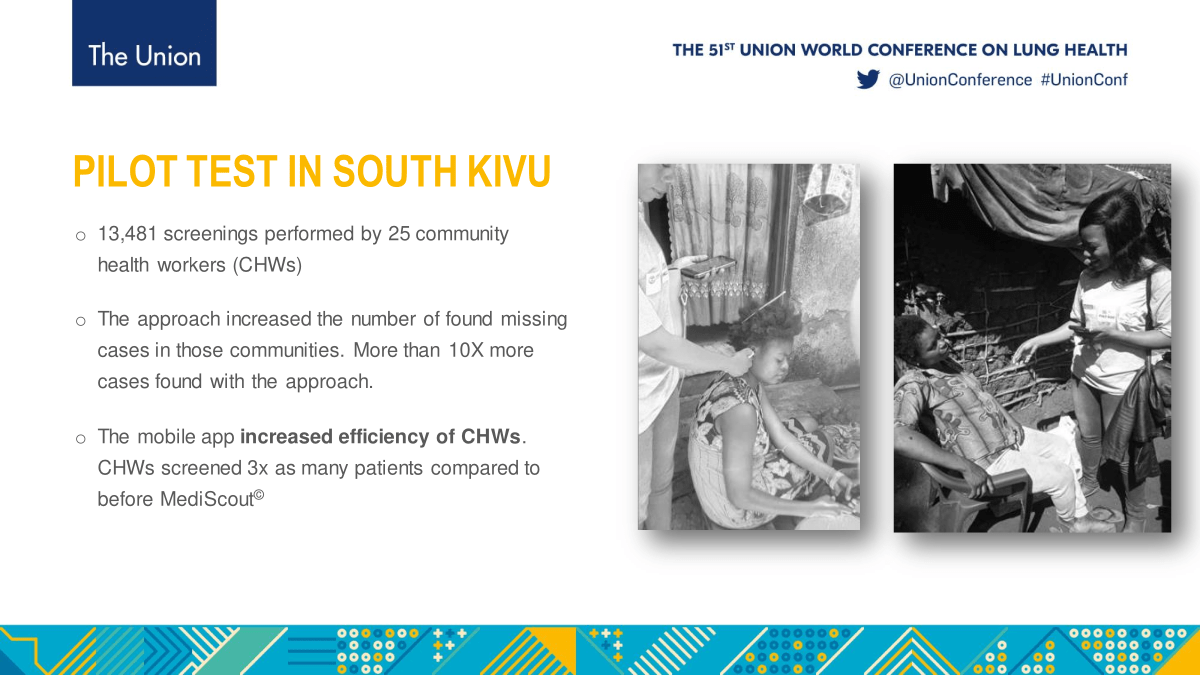 The Union
THE 51ST UNION WORLD CONFERENCE ON LUNG HEALTH
@UnionConference #UnionConf
PILOT TEST IN SOUTH KIVU
o 13,481 screenings performed by 25 community
health workers (CHWs)
o The approach increased the number of found missing
cases in those communities. More than 10X more
cases found with the approach.
o The mobile app increased efficiency of CHWs.
CHWs screened 3x as many patients compared to
before MediScout©